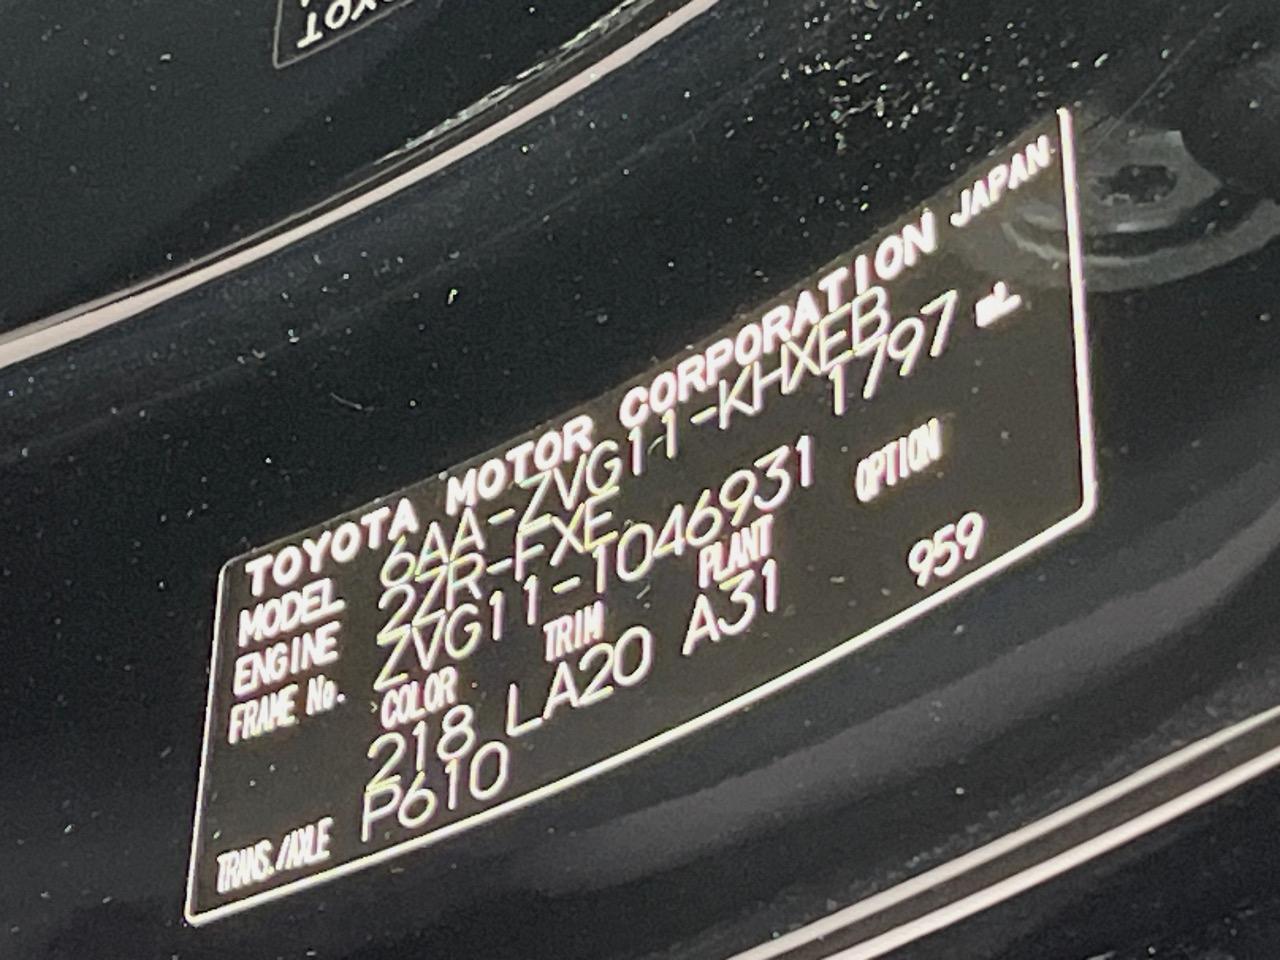 TOYOTA MOTOR CORPORATION JAPAN
MODEL 6AA-ZVG11-KHXEB
ENGINE 2ZR-FXE 1797 mL
FRAME No. ZVG11-1046931
COLOR TRIM PLANT OPTION
218 LA20 A31 959
TRANS./AXLE P610